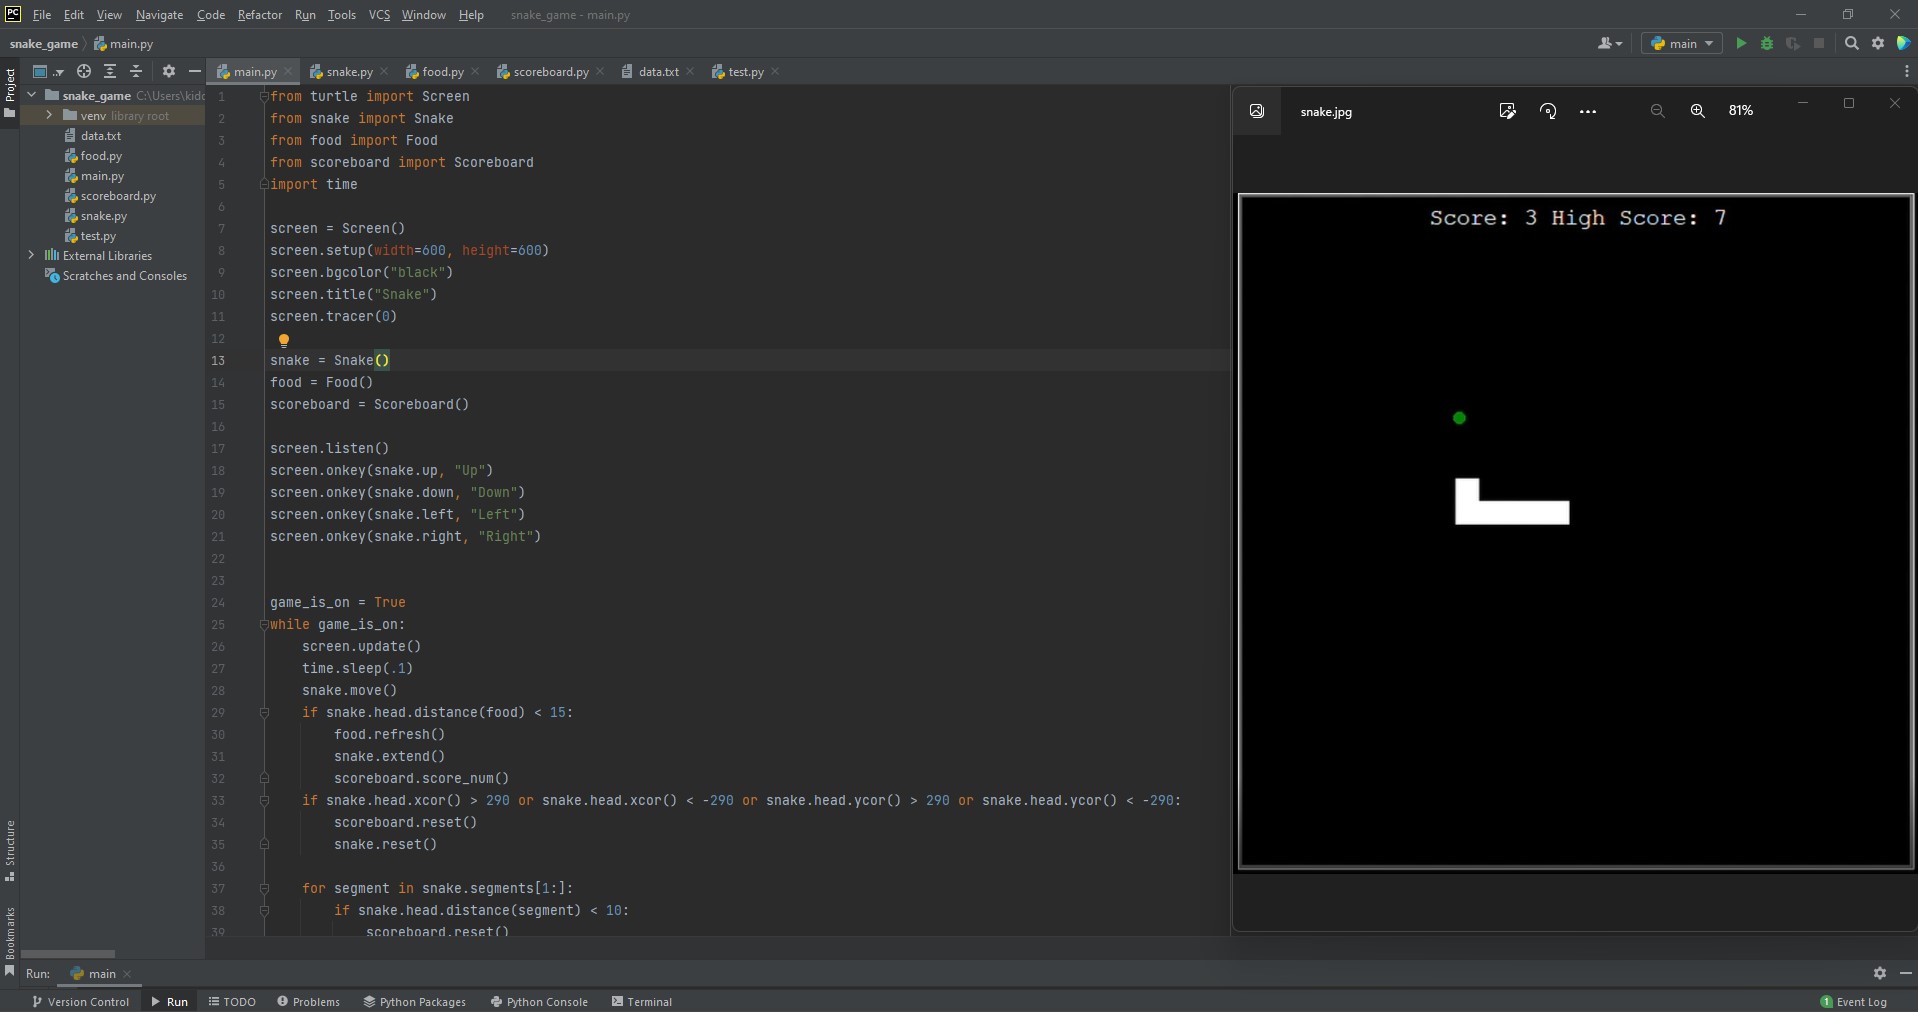 PC File Edit View Navigate Code Refactor Run Tools VCS Window Help snake_game - main.py
snake_game main.py main
Project
main.py snake.py food.py scoreboard.py data.txt test.py
snake_game C:\Users\kidd
venv library root
data.txt
food.py
main.py
scoreboard.py
snake.py
test.py
External Libraries
Scratches and Consoles
1 from turtle import Screen
2 from snake import Snake
3 from food import Food
4 from scoreboard import Scoreboard
5 import time
6
7 screen = Screen()
8 screen.setup(width=600, height=600)
9 screen.bgcolor("black")
10 screen.title("Snake")
11 screen.tracer(0)
12
13 snake = Snake()
14 food = Food()
15 scoreboard = Scoreboard()
16
17 screen.listen()
18 screen.onkey(snake.up, "Up")
19 screen.onkey(snake.down, "Down")
20 screen.onkey(snake.left, "Left")
21 screen.onkey(snake.right, "Right")
22
23
24 game_is_on = True
25 while game_is_on:
26 screen.update()
27 time.sleep(.1)
28 snake.move()
29 if snake.head.distance(food) < 15:
30 food.refresh()
31 snake.extend()
32 scoreboard.score_num()
33 if snake.head.xcor() > 290 or snake.head.xcor() < -290 or snake.head.ycor() > 290 or snake.head.ycor() < -290:
34 scoreboard.reset()
35 snake.reset()
36
37 for segment in snake.segments[1:]:
38 if snake.head.distance(segment) < 10:
39 scoreboard.reset()
snake.jpg 81%
Score: 3 High Score: 7
Structure
Bookmarks
Run: main
Version Control Run TODO Problems Python Packages Python Console Terminal 1 Event Log